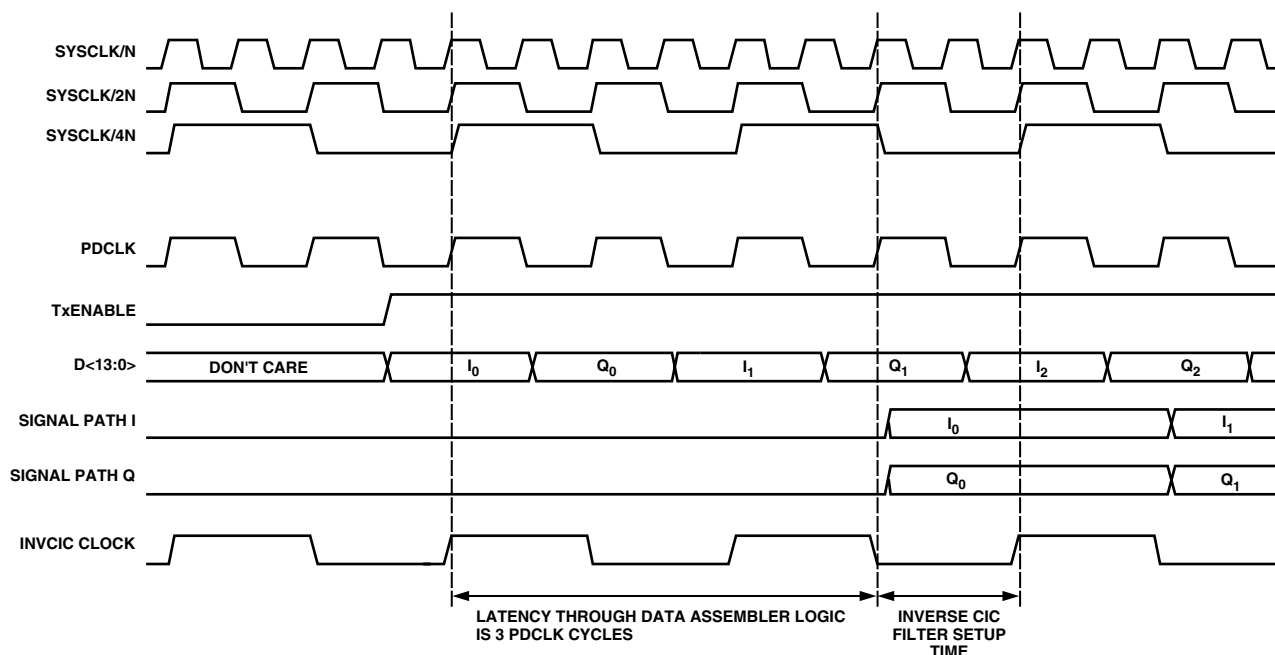 SYSCLK/N
SYSCLK/2N
SYSCLK/4N
PDCLK
TxENABLE
D<13:0> DON'T CARE I0 Q0 I1 Q1 I2 Q2
SIGNAL PATH I I0 I1
SIGNAL PATH Q Q0 Q1
INVCIC CLOCK
LATENCY THROUGH DATA ASSEMBLER LOGIC
IS 3 PDCLK CYCLES
INVERSE CIC
FILTER SETUP
TIME